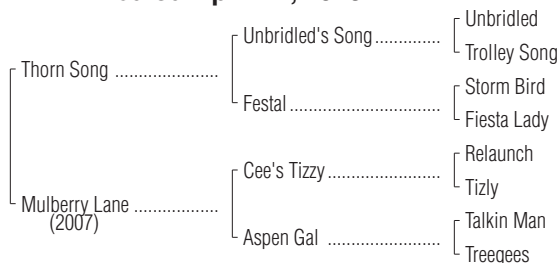 Unbridled
Unbridled's Song
Trolley Song
Thorn Song
Storm Bird
Festal
Fiesta Lady
Relaunch
Cee's Tizzy
Tizly
Mulberry Lane
(2007)
Talkin Man
Aspen Gal
Treegees